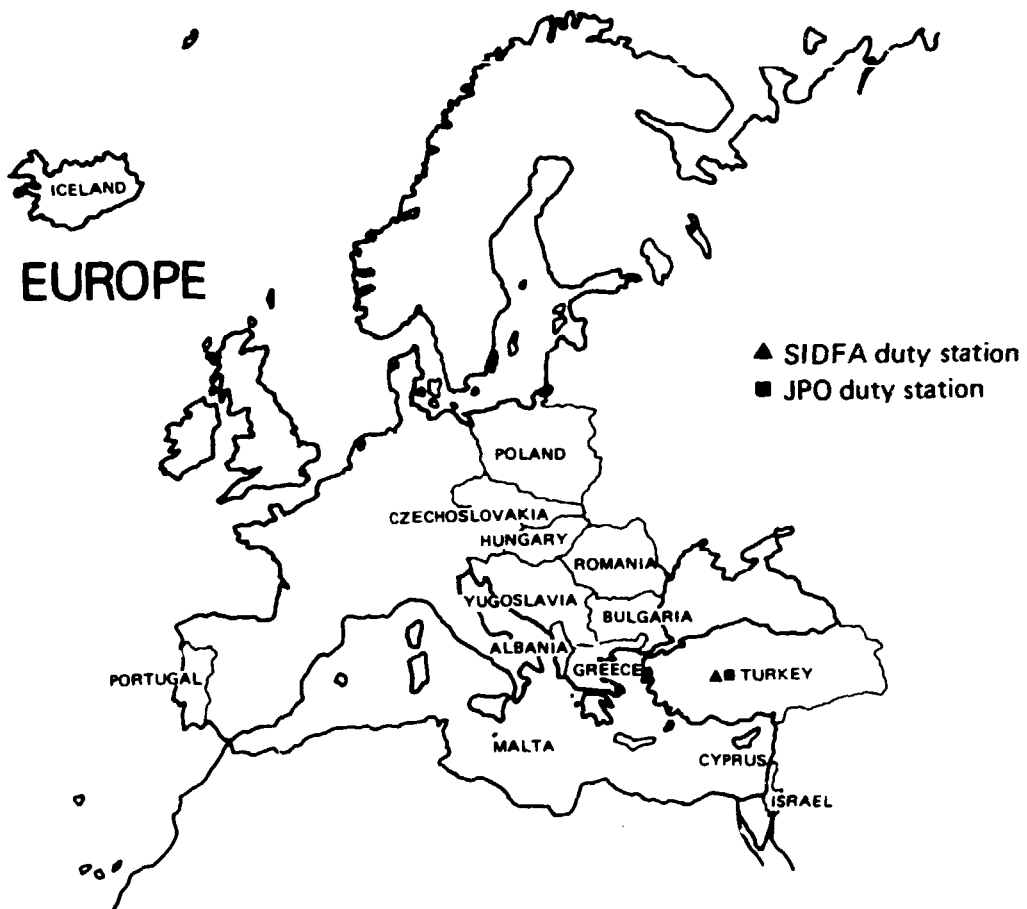 ICELAND
EUROPE
▲ SIDFA duty station
■ JPO duty station
POLAND
CZECHOSLOVAKIA
HUNGARY
ROMANIA
YUGOSLAVIA
BULGARIA
ALBANIA
GREECE
TURKEY
PORTUGAL
MALTA
CYPRUS
ISRAEL